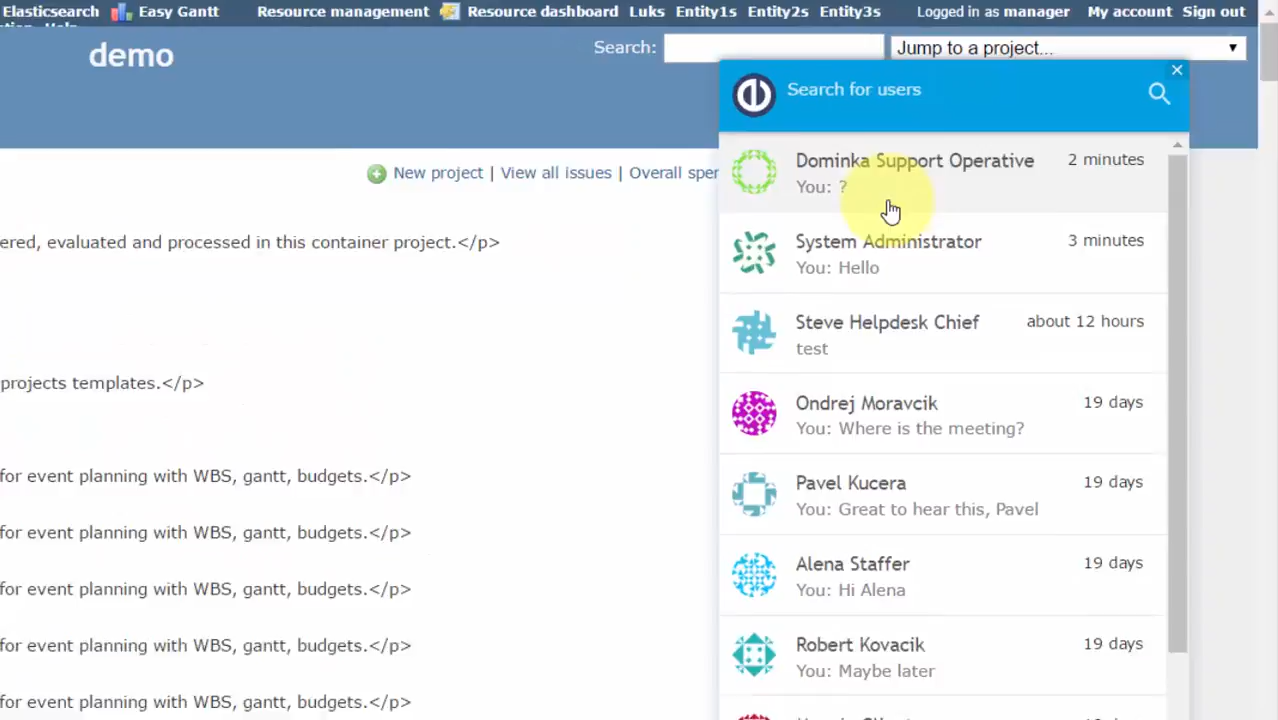 Elasticsearch Easy Gantt Resource management Resource dashboard Luks Entity1s Entity2s Entity3s Logged in as manager My account Sign out
Help
demo
Search: Jump to a project...
Search for users
New project | View all issues | Overall sper
Dominka Support Operative 2 minutes
You: ?
ered, evaluated and processed in this container project.</p>
System Administrator 3 minutes
You: Hello
Steve Helpdesk Chief about 12 hours
test
projects templates.</p>
Ondrej Moravcik 19 days
You: Where is the meeting?
for event planning with WBS, gantt, budgets.</p>
Pavel Kucera 19 days
You: Great to hear this, Pavel
for event planning with WBS, gantt, budgets.</p>
Alena Staffer 19 days
You: Hi Alena
for event planning with WBS, gantt, budgets.</p>
Robert Kovacik 19 days
You: Maybe later
for event planning with WBS, gantt, budgets.</p>
for event planning with WBS, gantt, budgets.</p>